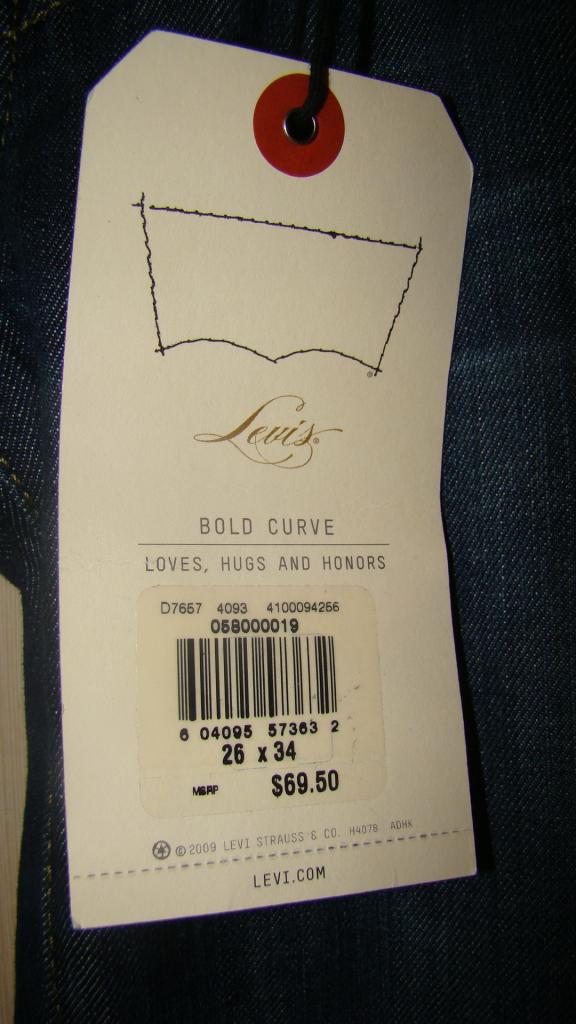 Levi's®
BOLD CURVE
LOVES, HUGS AND HONORS
D7657 4093 4100094256
058000019
6 04095 57363 2
26 x 34
MSRP $69.50
©2009 LEVI STRAUSS & CO. H4078 ADHK
LEVI.COM